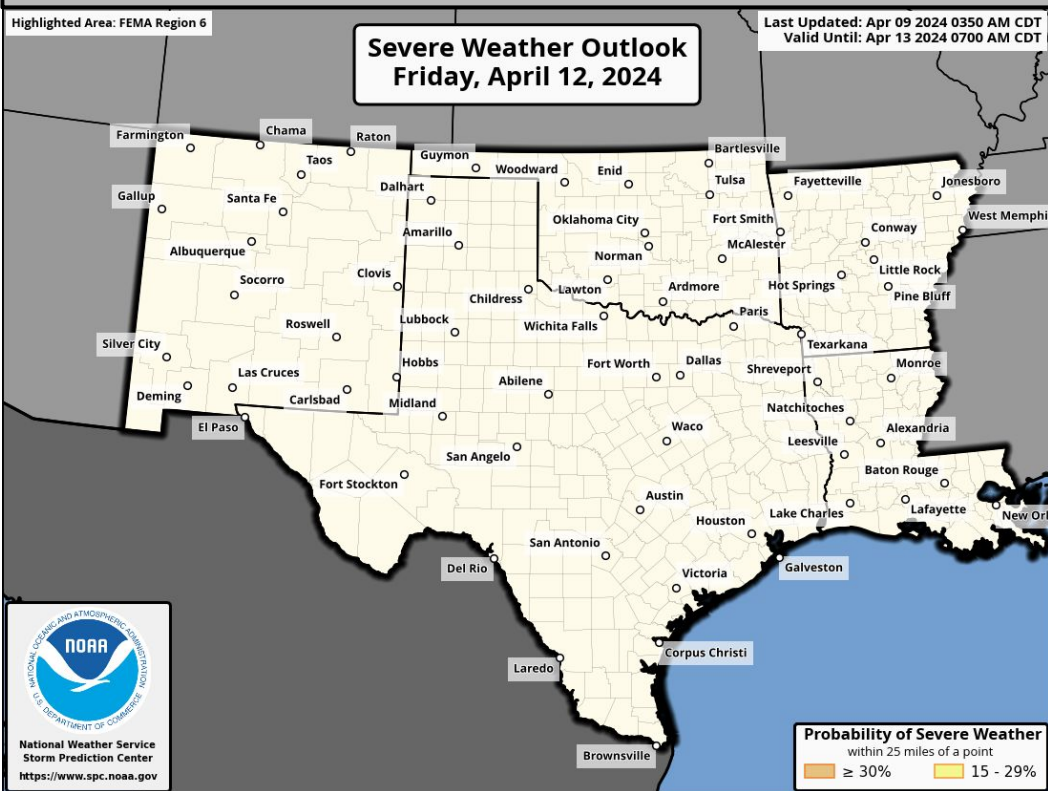 Highlighted Area: FEMA Region 6
Severe Weather Outlook
Friday, April 12, 2024
Last Updated: Apr 09 2024 0350 AM CDT
Valid Until: Apr 13 2024 0700 AM CDT
Farmington
Chama
Raton
Taos
Guymon
Woodward
Enid
Bartlesville
Tulsa
Fayetteville
Jonesboro
Gallup
Santa Fe
Dalhart
Oklahoma City
Fort Smith
West Memphi
Albuquerque
Amarillo
Norman
McAlester
Conway
Socorro
Clovis
Childress
Lawton
Ardmore
Hot Springs
Little Rock
Pine Bluff
Roswell
Lubbock
Wichita Falls
Paris
Texarkana
Silver City
Las Cruces
Hobbs
Abilene
Fort Worth
Dallas
Shreveport
Monroe
Deming
Carlsbad
Midland
Natchitoches
El Paso
San Angelo
Waco
Leesville
Alexandria
Fort Stockton
Baton Rouge
Austin
Houston
Lake Charles
Lafayette
New Orl
Del Rio
San Antonio
Galveston
Victoria
Laredo
Corpus Christi
Brownsville
NATIONAL OCEANIC AND ATMOSPHERIC ADMINISTRATION
NOAA
U.S. DEPARTMENT OF COMMERCE
National Weather Service
Storm Prediction Center
https://www.spc.noaa.gov
Probability of Severe Weather
within 25 miles of a point
≥ 30%
15 - 29%